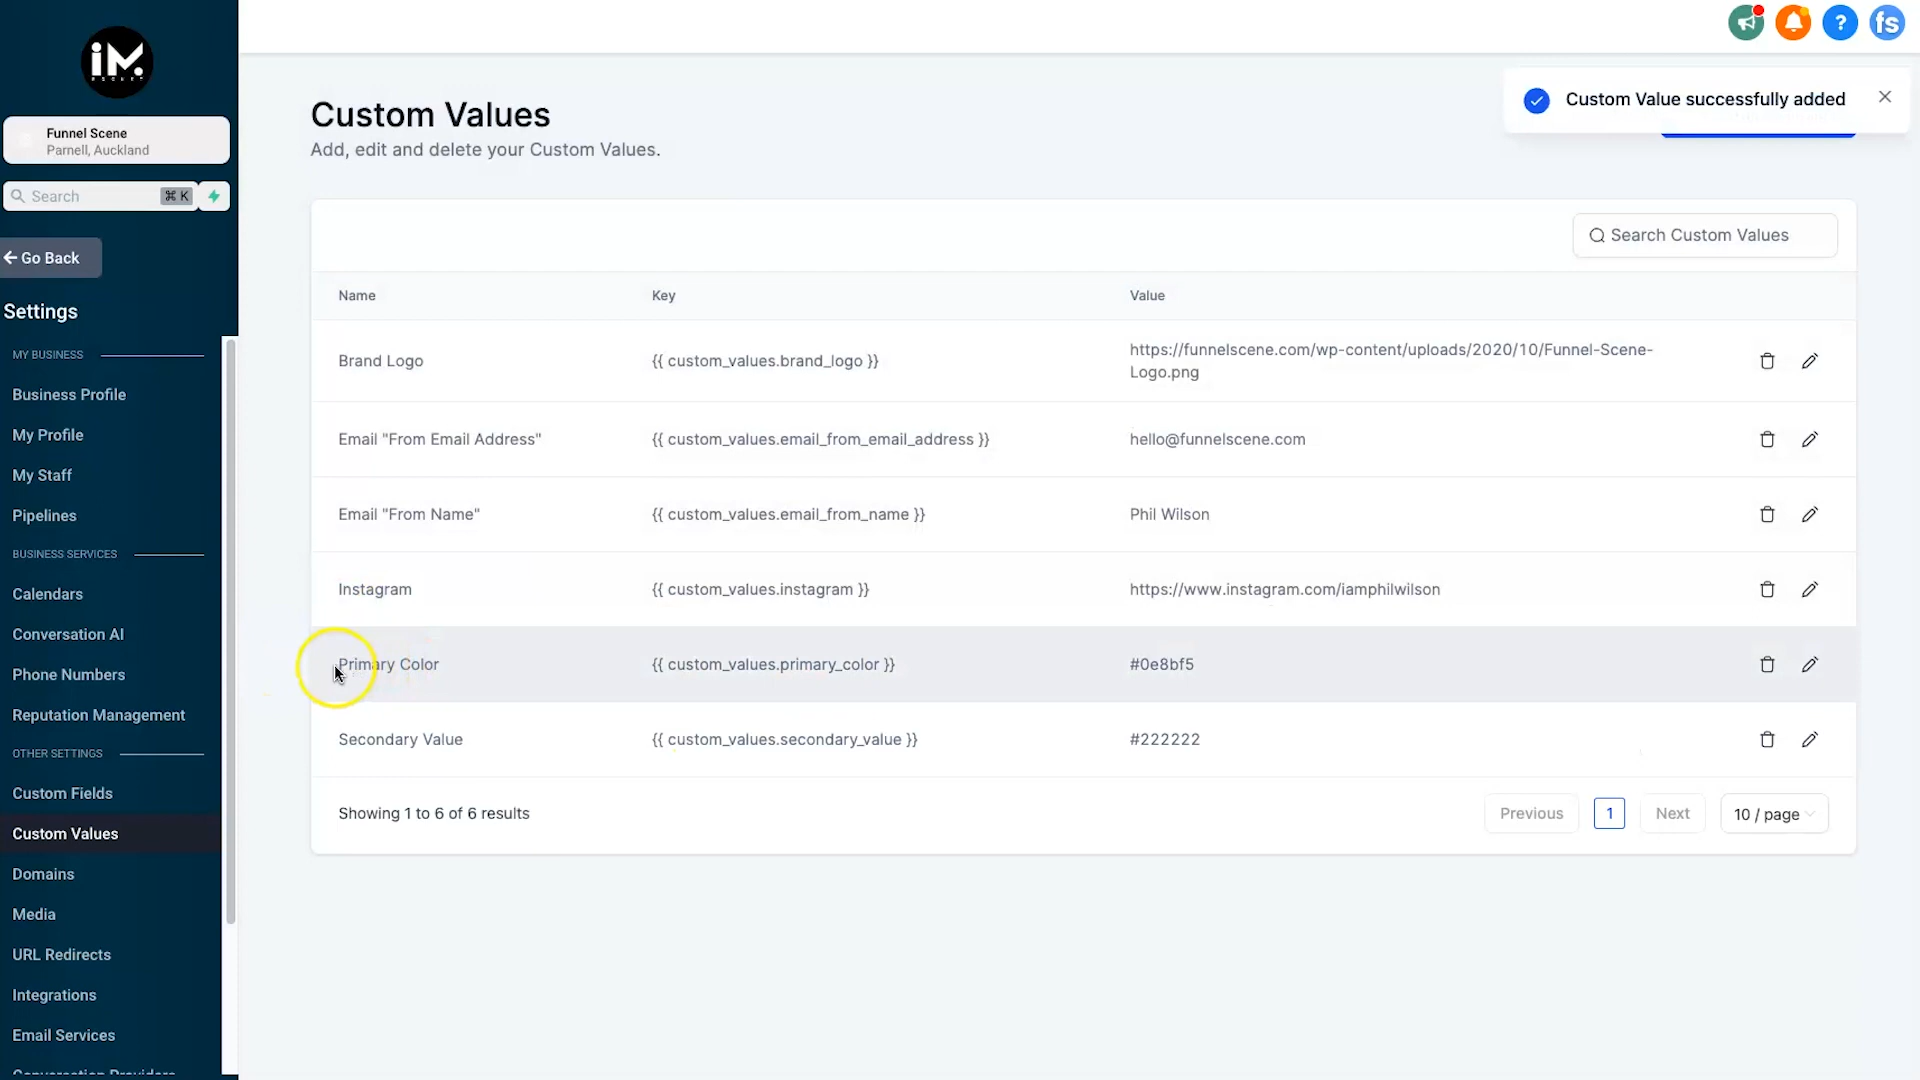 iM.
Funnel Scene
Parnell, Auckland
Search
⌘ K
Go Back
Settings
MY BUSINESS
Business Profile
My Profile
My Staff
Pipelines
BUSINESS SERVICES
Calendars
Conversation AI
Phone Numbers
Reputation Management
OTHER SETTINGS
Custom Fields
Custom Values
Domains
Media
URL Redirects
Integrations
Email Services
Conversation Providers
?
fs
Custom Value successfully added
Custom Values
Add, edit and delete your Custom Values.
Search Custom Values
Name Key Value
Brand Logo {{ custom_values.brand_logo }} https://funnelscene.com/wp-content/uploads/2020/10/Funnel-Scene-
Logo.png
Email "From Email Address" {{ custom_values.email_from_email_address }} hello@funnelscene.com
Email "From Name" {{ custom_values.email_from_name }} Phil Wilson
Instagram {{ custom_values.instagram }} https://www.instagram.com/iamphilwilson
Primary Color {{ custom_values.primary_color }} #0e8bf5
Secondary Value {{ custom_values.secondary_value }} #222222
Showing 1 to 6 of 6 results
Previous 1 Next 10 / page